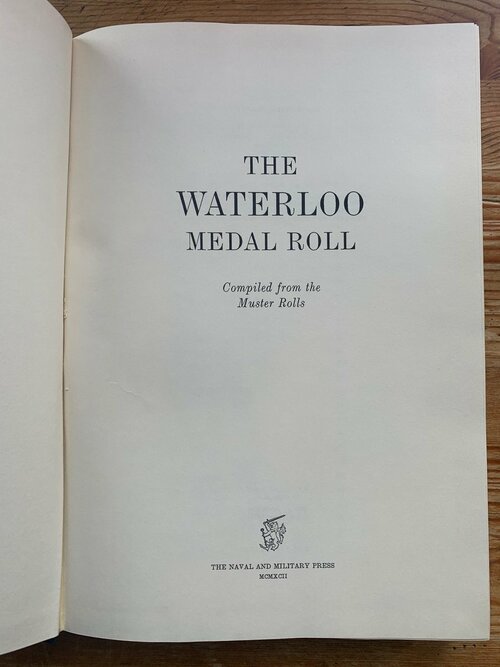 THE
WATERLOO
MEDAL ROLL
Compiled from the
Muster Rolls
THE NAVAL AND MILITARY PRESS
MCMXCII